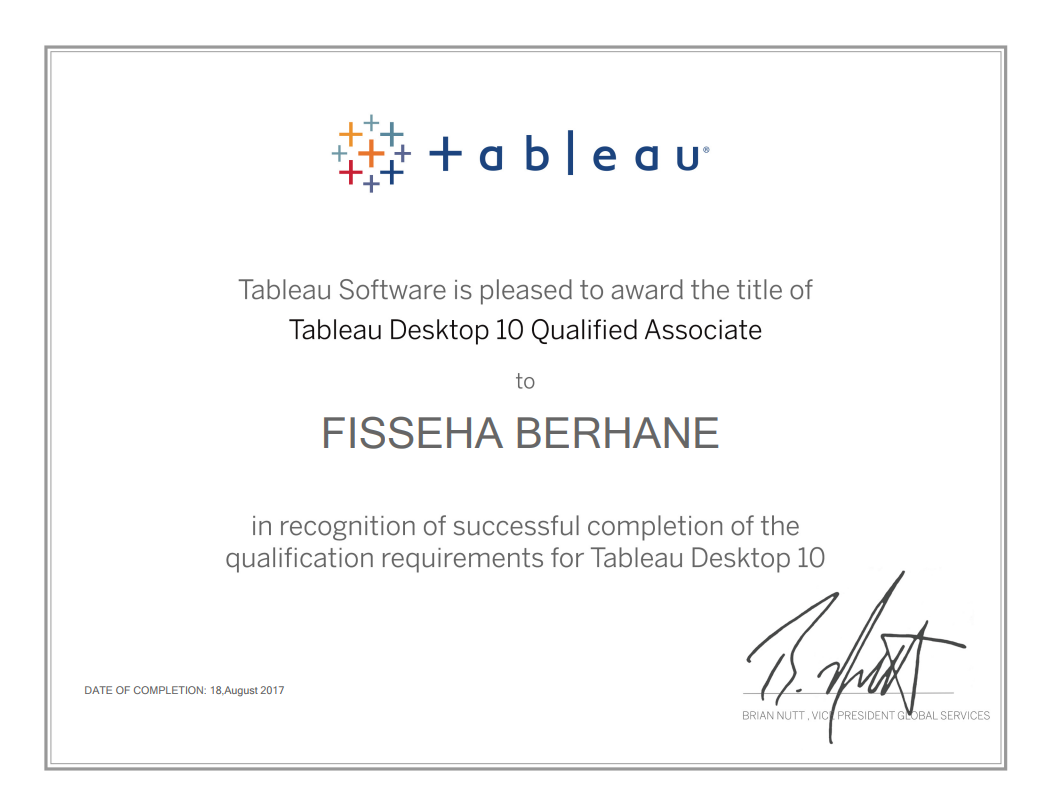 tableau®
Tableau Software is pleased to award the title of
Tableau Desktop 10 Qualified Associate
to
FISSEHA BERHANE
in recognition of successful completion of the
qualification requirements for Tableau Desktop 10
B. Nutt
DATE OF COMPLETION: 18,August 2017
BRIAN NUTT , VICE PRESIDENT GLOBAL SERVICES